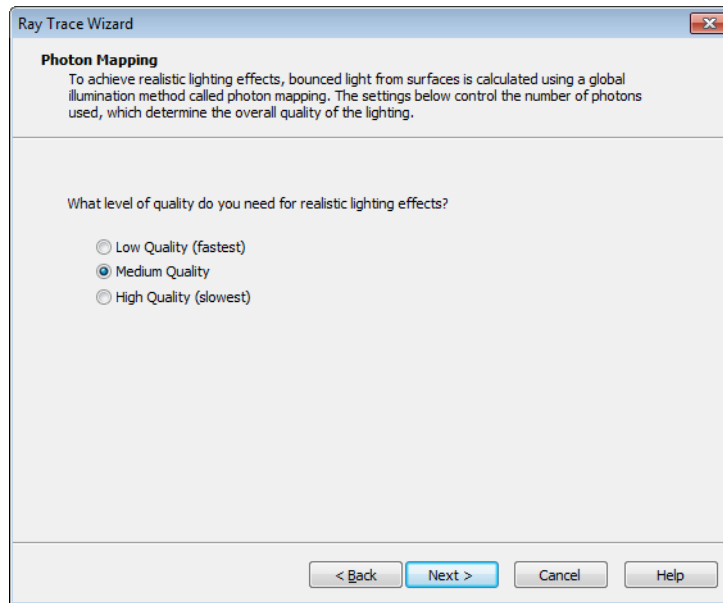 Ray Trace Wizard
Photon Mapping
To achieve realistic lighting effects, bounced light from surfaces is calculated using a global
illumination method called photon mapping. The settings below control the number of photons
used, which determine the overall quality of the lighting.
What level of quality do you need for realistic lighting effects?
Low Quality (fastest)
Medium Quality
High Quality (slowest)
< Back Next > Cancel Help